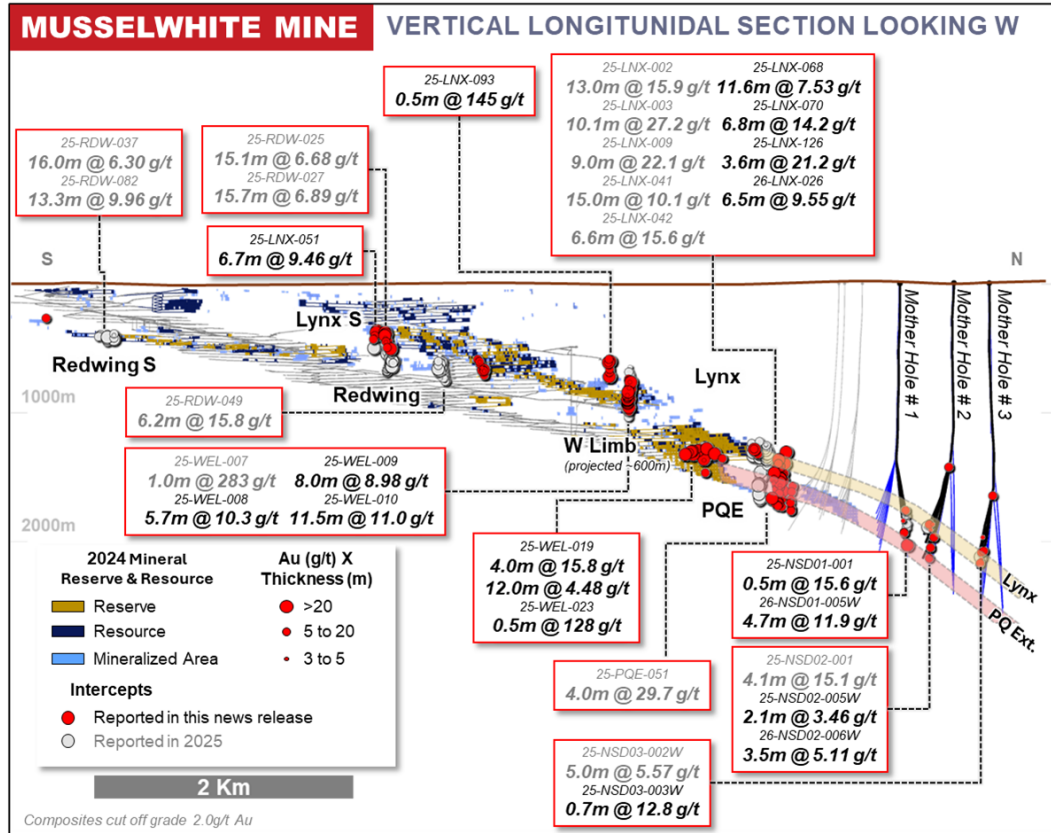 MUSSELWHITE MINE
VERTICAL LONGITUNIDAL SECTION LOOKING W
25-LNX-093
0.5m @ 145 g/t
25-LNX-002
13.0m @ 15.9 g/t
25-LNX-003
10.1m @ 27.2 g/t
25-LNX-009
9.0m @ 22.1 g/t
25-LNX-041
15.0m @ 10.1 g/t
25-LNX-042
6.6m @ 15.6 g/t
25-LNX-068
11.6m @ 7.53 g/t
25-LNX-070
6.8m @ 14.2 g/t
25-LNX-126
3.6m @ 21.2 g/t
26-LNX-026
6.5m @ 9.55 g/t
25-RDW-037
16.0m @ 6.30 g/t
25-RDW-082
13.3m @ 9.96 g/t
25-RDW-025
15.1m @ 6.68 g/t
25-RDW-027
15.7m @ 6.89 g/t
25-LNX-051
6.7m @ 9.46 g/t
S
N
Lynx S
Redwing S
Redwing
Lynx
Mother Hole # 1
Mother Hole # 2
Mother Hole # 3
1000m
25-RDW-049
6.2m @ 15.8 g/t
W Limb
(projected ~600m)
PQE
25-WEL-007
1.0m @ 283 g/t
25-WEL-008
5.7m @ 10.3 g/t
25-WEL-009
8.0m @ 8.98 g/t
25-WEL-010
11.5m @ 11.0 g/t
2000m
25-WEL-019
4.0m @ 15.8 g/t
12.0m @ 4.48 g/t
25-WEL-023
0.5m @ 128 g/t
25-NSD01-001
0.5m @ 15.6 g/t
26-NSD01-005W
4.7m @ 11.9 g/t
Lynx
PQ Ext.
25-PQE-051
4.0m @ 29.7 g/t
25-NSD02-001
4.1m @ 15.1 g/t
25-NSD02-005W
2.1m @ 3.46 g/t
26-NSD02-006W
3.5m @ 5.11 g/t
25-NSD03-002W
5.0m @ 5.57 g/t
25-NSD03-003W
0.7m @ 12.8 g/t
2024 Mineral
Reserve & Resource
Reserve
Resource
Mineralized Area
Au (g/t) X
Thickness (m)
>20
5 to 20
3 to 5
Intercepts
Reported in this news release
Reported in 2025
2 Km
Composites cut off grade 2.0g/t Au